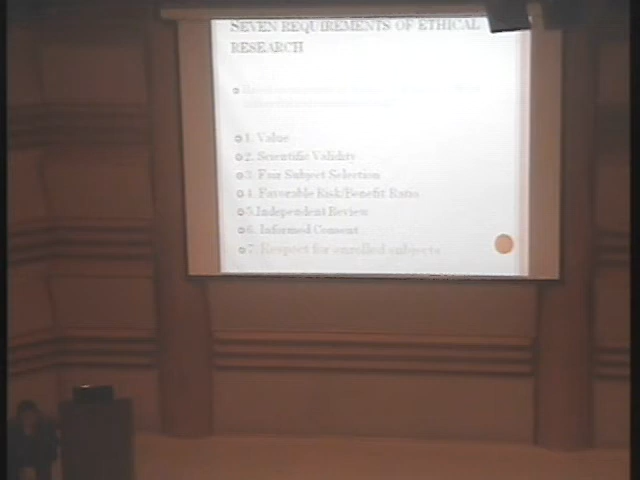 SEVEN REQUIREMENTS OF ETHICAL
RESEARCH
1. Value
2. Scientific Validity
3. Fair Subject Selection
4. Favorable Risk/Benefit Ratio
5.Independent Review
6. Informed Consent
7. Respect for enrolled subjects